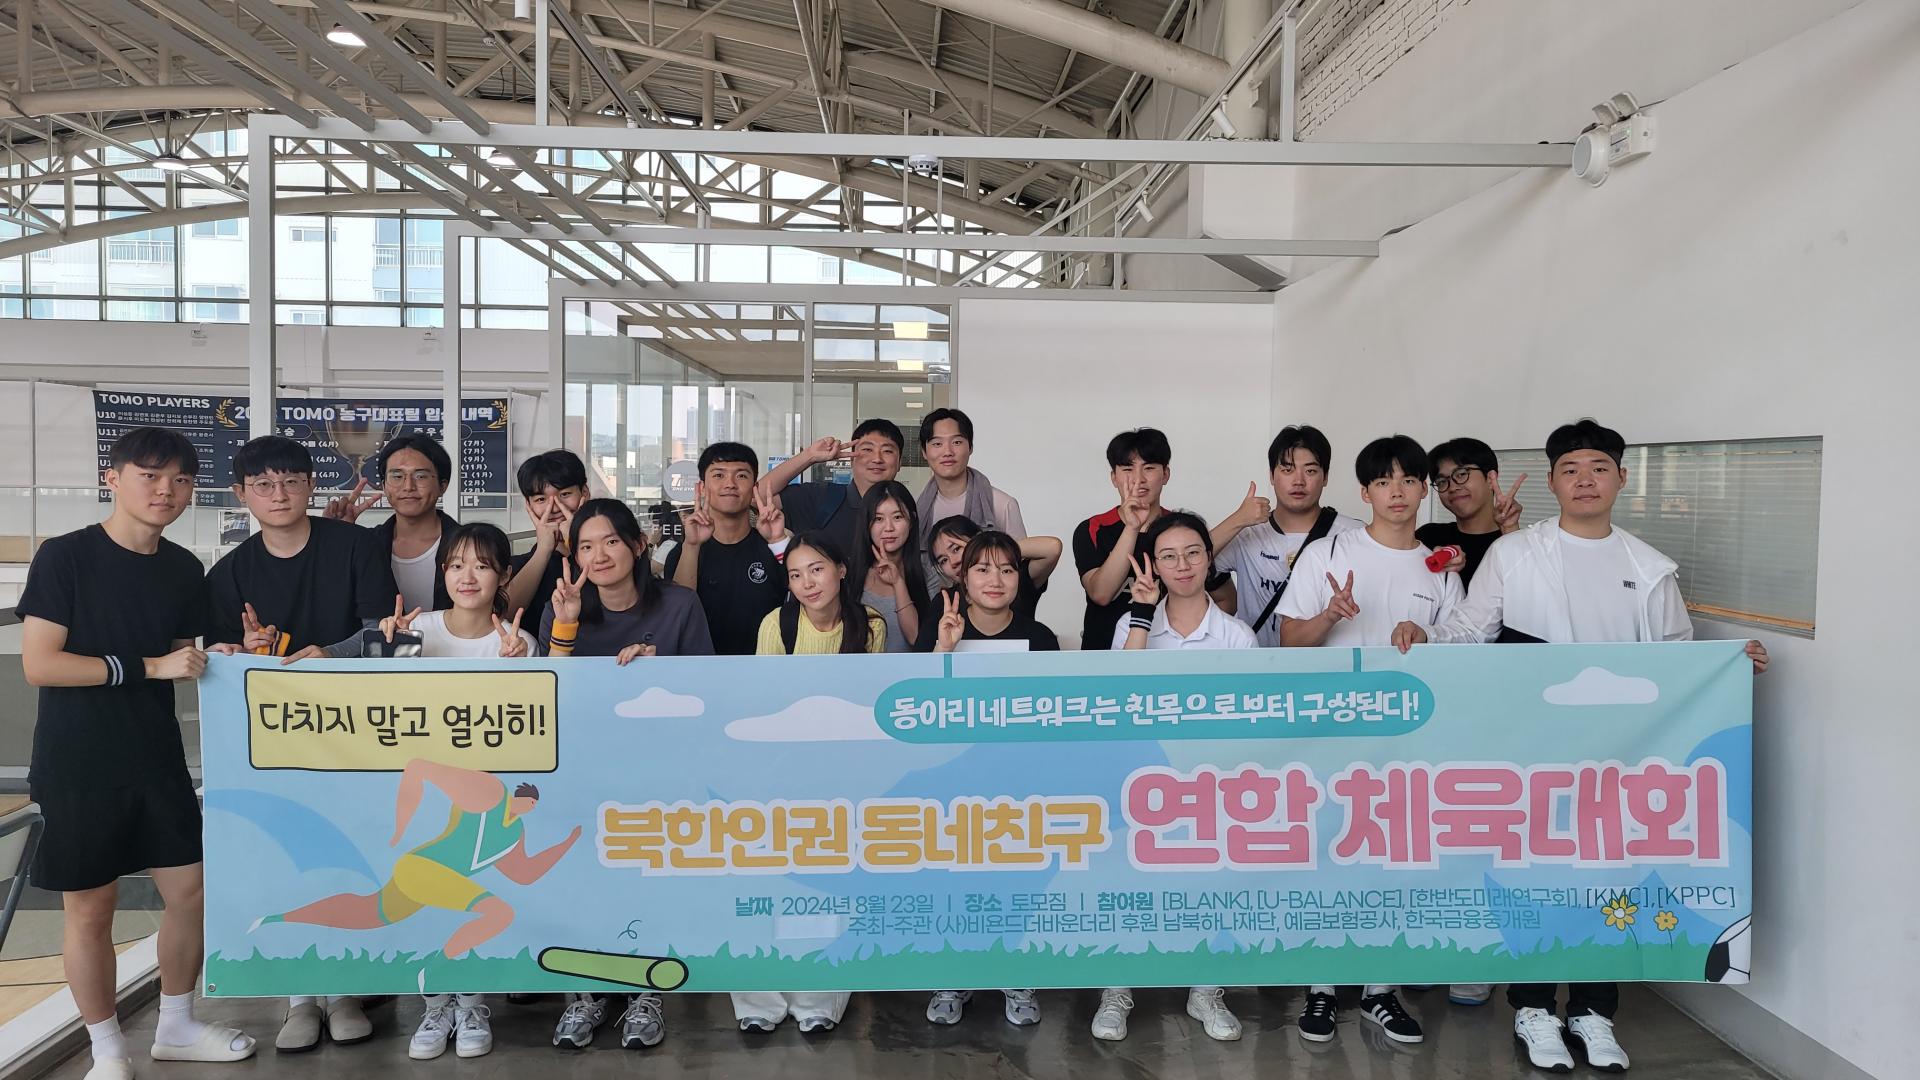 TOMO PLAYERS
TOMO 농구대표팀
U10
U11
다치지 말고 열심히!
동아리 네트워크는 친목으로부터 구성된다!
북한인권 동네친구 연합 체육대회
날짜 2024년 8월 23일 | 장소 토모짐 | 참여원 [BLANK], [U-BALANCE], [한반도미래연구회], [KMC],[KPPC]
주최-주관 (사)비욘드더바운더리 후원 남북하나재단, 예금보험공사, 한국금융중개원
WHITE